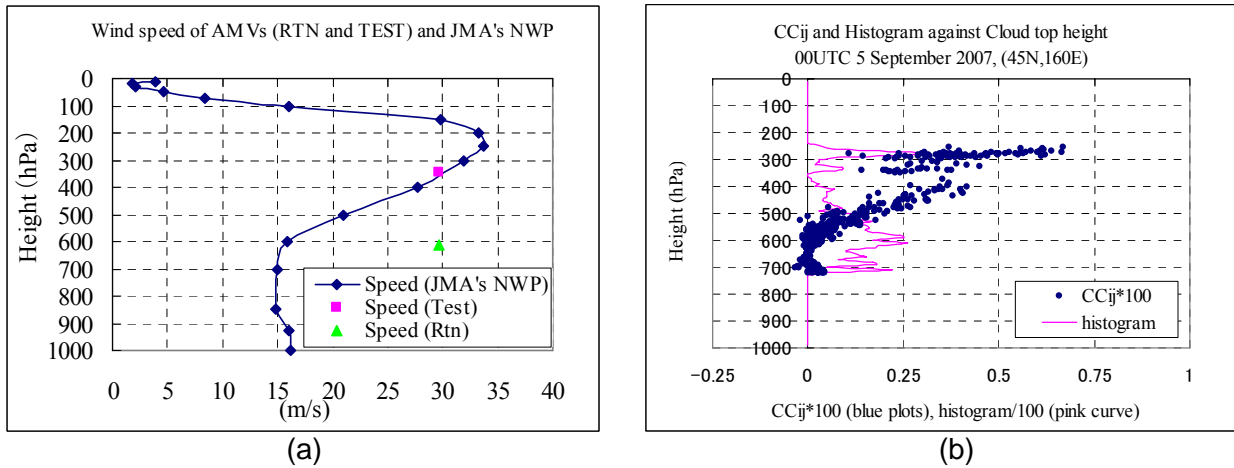 Wind speed of AMVs (RTN and TEST) and JMA's NWP
Height (hPa)
0
100
200
300
400
500
600
700
800
900
1000
Speed (JMA's NWP)
Speed (Test)
Speed (Rtn)
0 5 10 15 20 25 30 35 40
(m/s)
(a)
CCij and Histogram against Cloud top height
00UTC 5 September 2007, (45N,160E)
Height (hPa)
0
100
200
300
400
500
600
700
800
900
1000
CCij*100
histogram
−0.25 0 0.25 0.5 0.75 1
CCij*100 (blue plots), histogram/100 (pink curve)
(b)